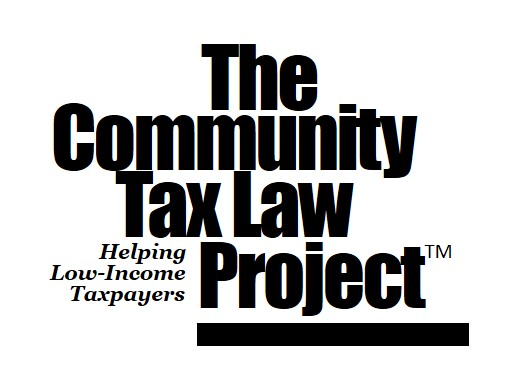 The
Community
Tax Law
Project™
Helping
Low-Income
Taxpayers